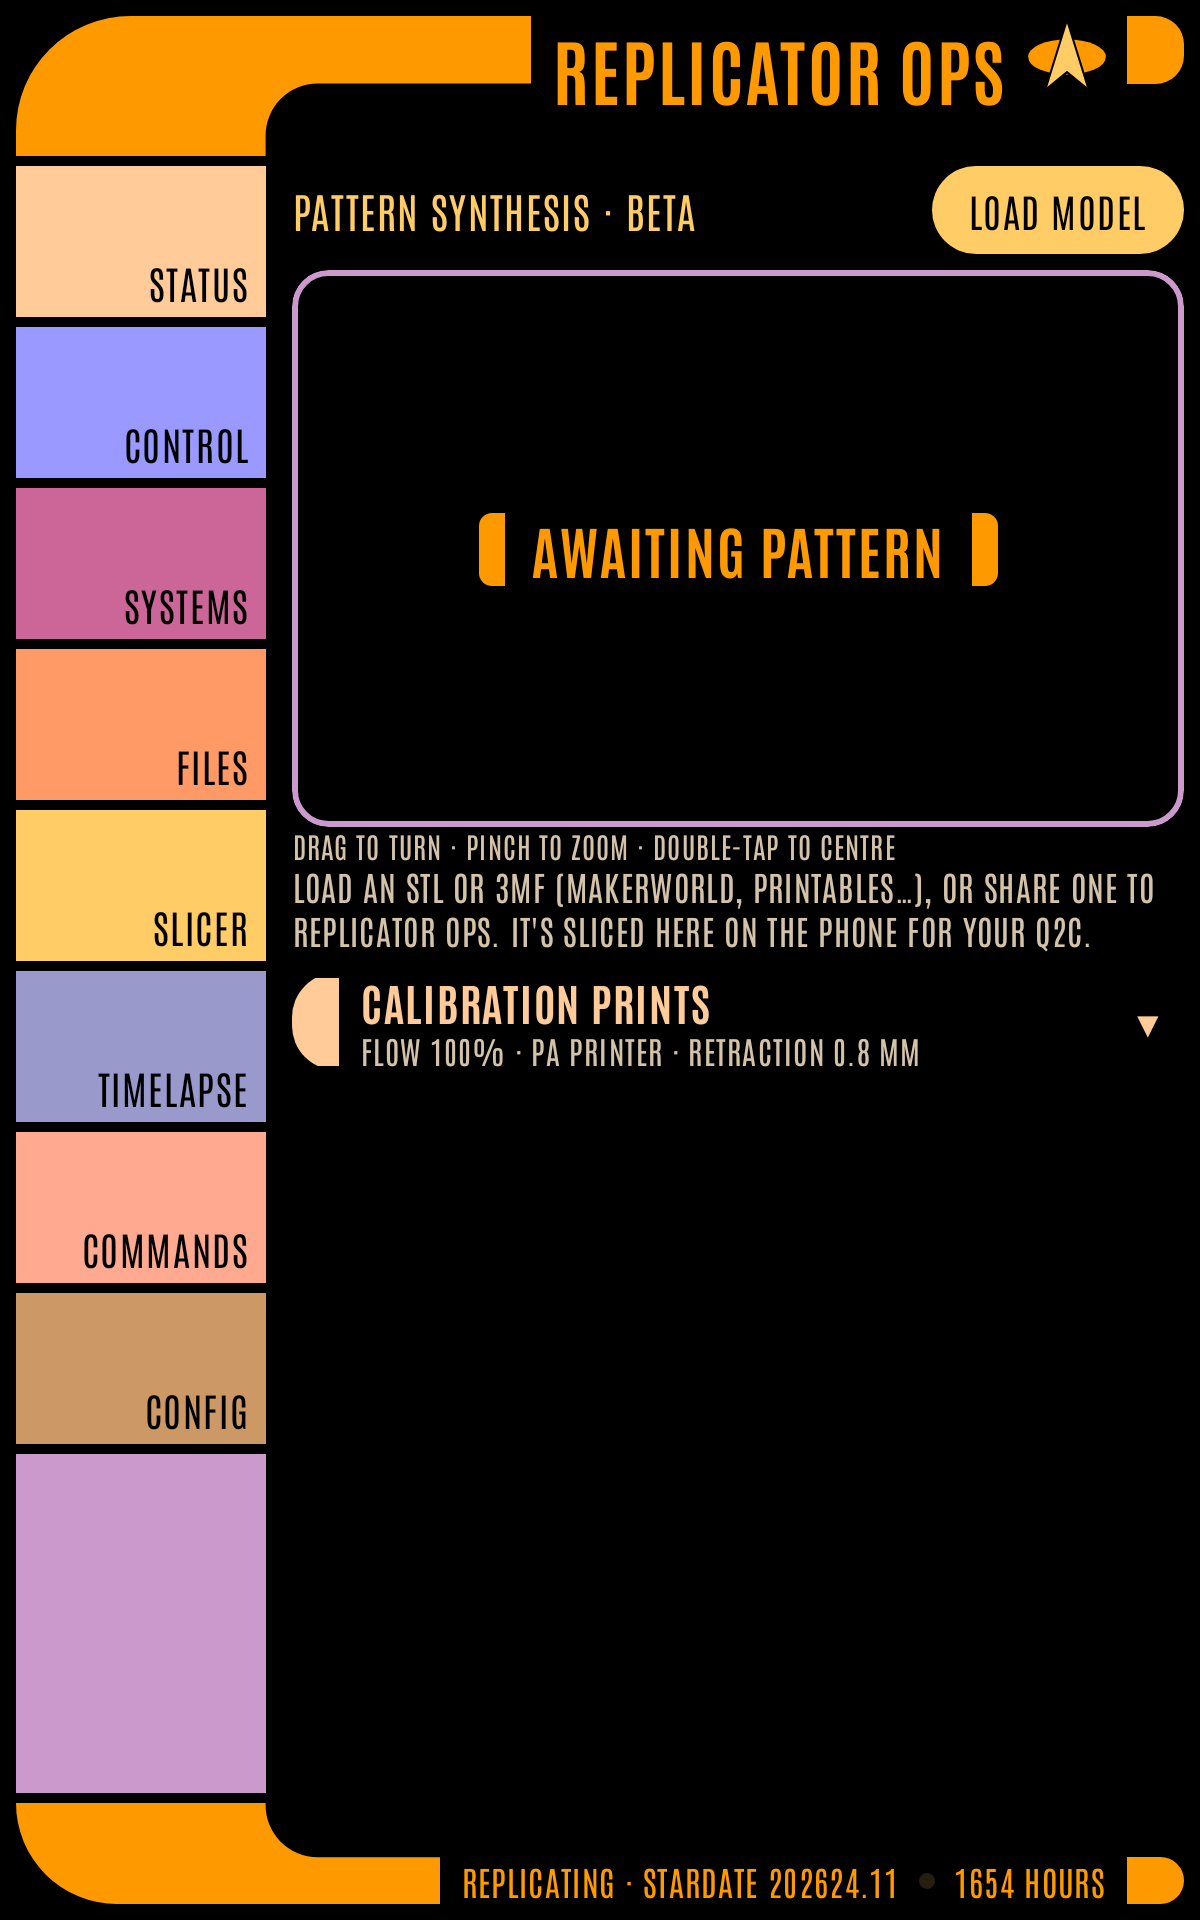 REPLICATOR OPS
PATTERN SYNTHESIS · BETA
LOAD MODEL
STATUS
CONTROL
SYSTEMS
FILES
SLICER
TIMELAPSE
COMMANDS
CONFIG
AWAITING PATTERN
DRAG TO TURN · PINCH TO ZOOM · DOUBLE-TAP TO CENTRE
LOAD AN STL OR 3MF (MAKERWORLD, PRINTABLES…), OR SHARE ONE TO
REPLICATOR OPS. IT'S SLICED HERE ON THE PHONE FOR YOUR Q2C.
CALIBRATION PRINTS
▼
FLOW 100% · PA PRINTER · RETRACTION 0.8 MM
REPLICATING · STARDATE 202624.11
1654 HOURS